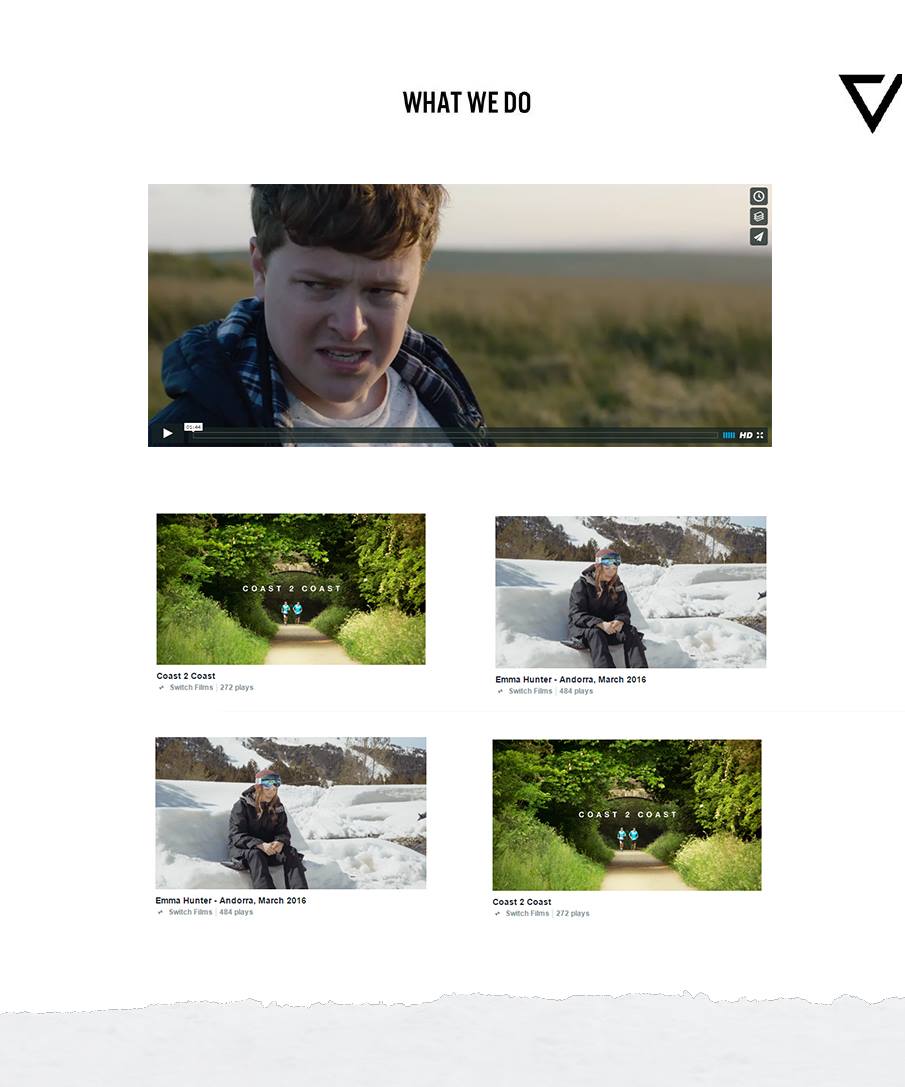 WHAT WE DO
01:44
HD
COAST 2 COAST
Coast 2 Coast
Switch Films | 272 plays
Emma Hunter - Andorra, March 2016
Switch Films | 484 plays
Emma Hunter - Andorra, March 2016
Switch Films | 484 plays
COAST 2 COAST
Coast 2 Coast
Switch Films | 272 plays